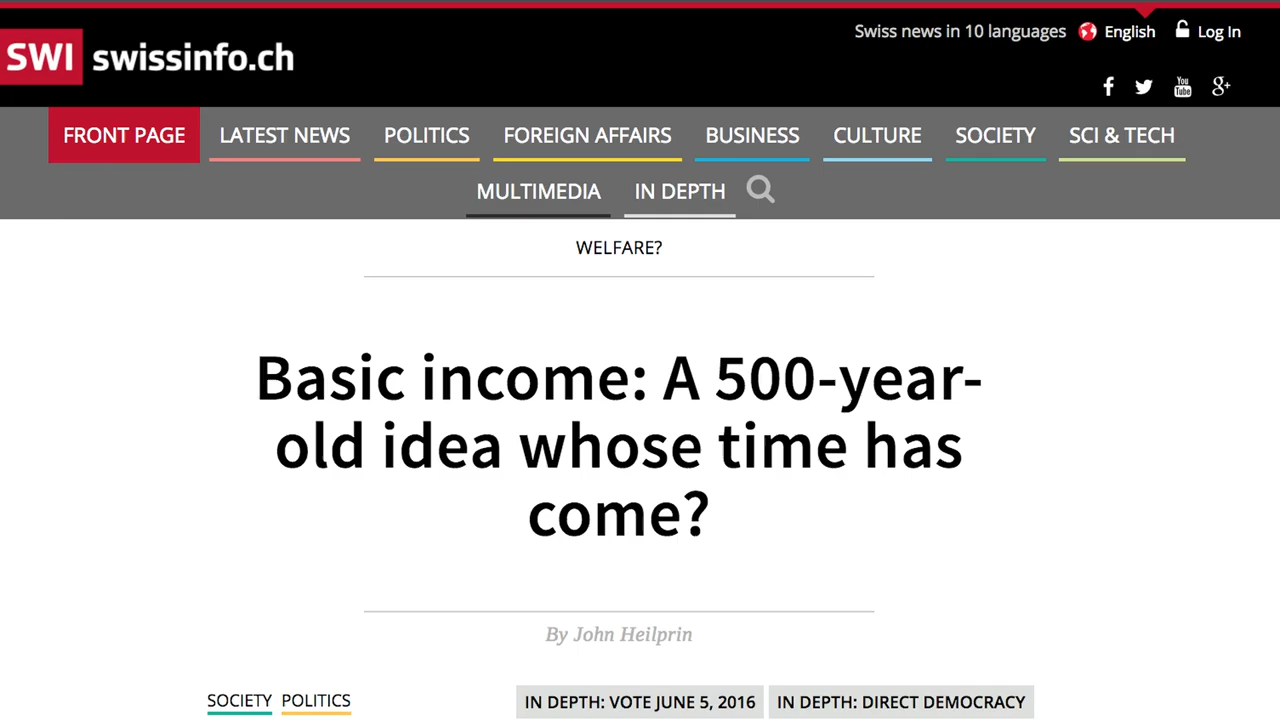 Swiss news in 10 languages English Log In
SWI swissinfo.ch
You Tube
g+
FRONT PAGE LATEST NEWS POLITICS FOREIGN AFFAIRS BUSINESS CULTURE SOCIETY SCI & TECH
MULTIMEDIA IN DEPTH
WELFARE?
Basic income: A 500-year-
old idea whose time has
come?
By John Heilprin
SOCIETY POLITICS IN DEPTH: VOTE JUNE 5, 2016 IN DEPTH: DIRECT DEMOCRACY